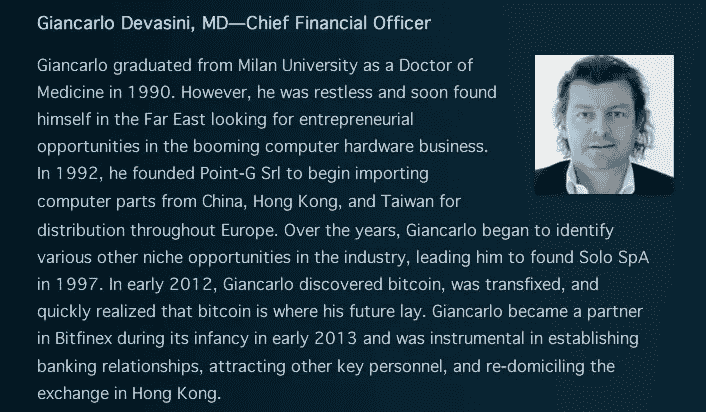 Giancarlo Devasini, MD—Chief Financial Officer
Giancarlo graduated from Milan University as a Doctor of
Medicine in 1990. However, he was restless and soon found
himself in the Far East looking for entrepreneurial
opportunities in the booming computer hardware business.
In 1992, he founded Point-G Srl to begin importing
computer parts from China, Hong Kong, and Taiwan for
distribution throughout Europe. Over the years, Giancarlo began to identify
various other niche opportunities in the industry, leading him to found Solo SpA
in 1997. In early 2012, Giancarlo discovered bitcoin, was transfixed, and
quickly realized that bitcoin is where his future lay. Giancarlo became a partner
in Bitfinex during its infancy in early 2013 and was instrumental in establishing
banking relationships, attracting other key personnel, and re-domiciling the
exchange in Hong Kong.